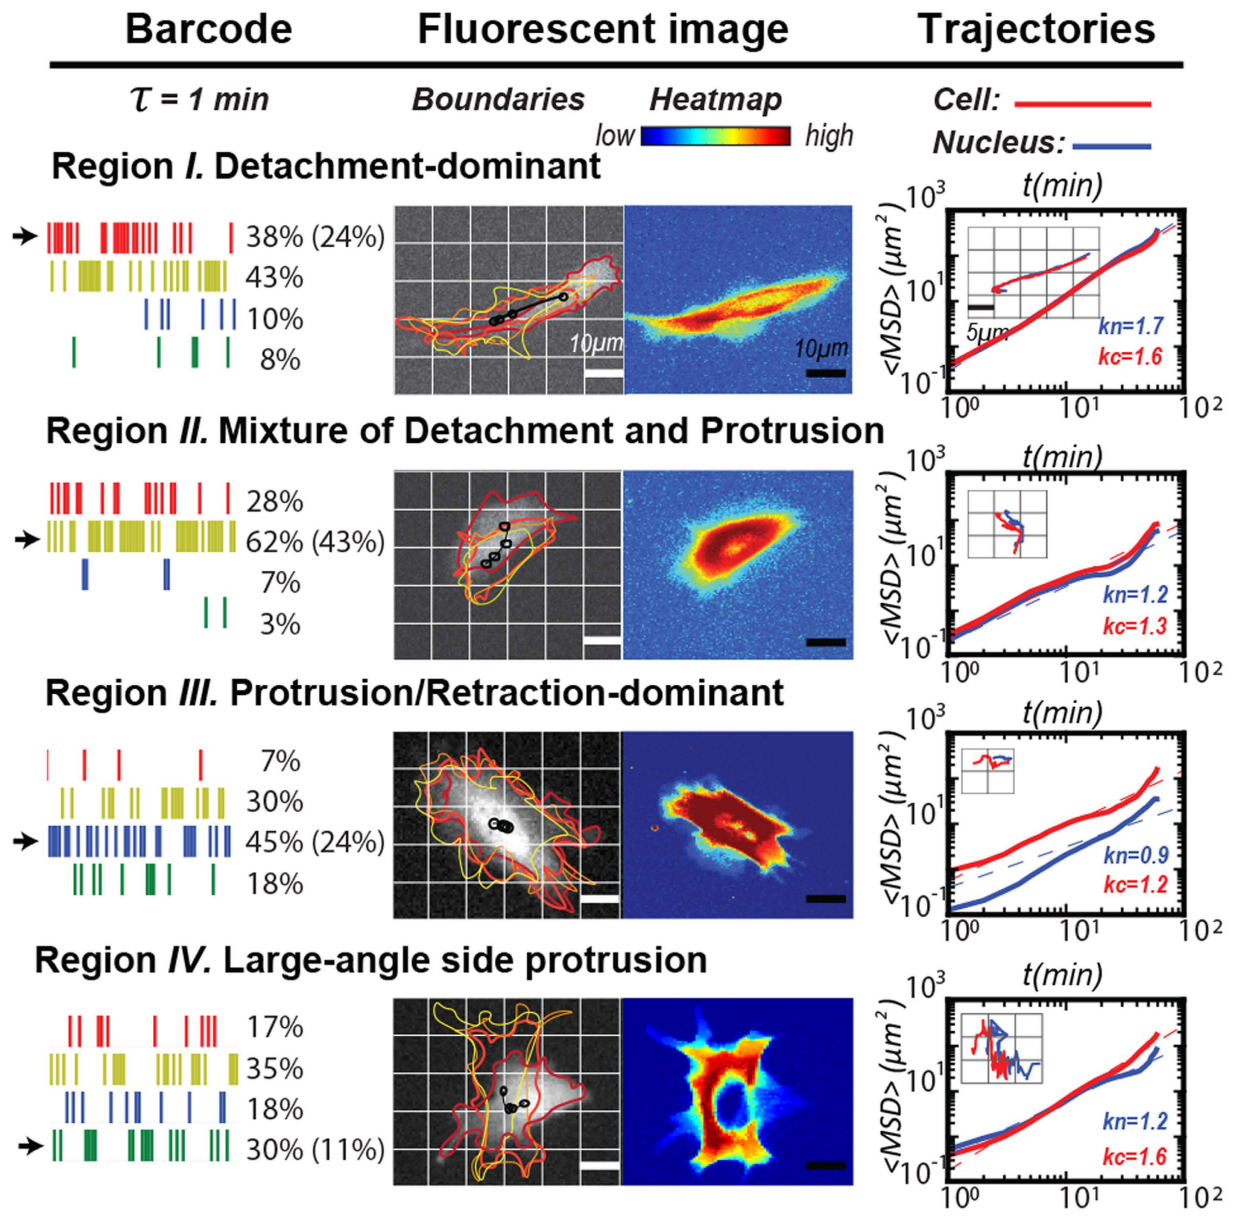 Barcode Fluorescent image Trajectories
τ = 1 min Boundaries Heatmap Cell:
low high Nucleus:
Region I. Detachment-dominant
38% (24%)
43%
10%
8%
10μm
10μm
<MSD> (μm²)
t(min)
10³
10¹
10⁻¹
5μm
kn=1.7
kc=1.6
10⁰ 10¹ 10²
Region II. Mixture of Detachment and Protrusion
28%
62% (43%)
7%
3%
<MSD> (μm²)
t(min)
10³
10¹
10⁻¹
kn=1.2
kc=1.3
10⁰ 10¹ 10²
Region III. Protrusion/Retraction-dominant
7%
30%
45% (24%)
18%
<MSD> (μm²)
t(min)
10³
10¹
10⁻¹
kn=0.9
kc=1.2
10⁰ 10¹ 10²
Region IV. Large-angle side protrusion
17%
35%
18%
30% (11%)
<MSD> (μm²)
t(min)
10³
10¹
10⁻¹
kn=1.2
kc=1.6
10⁰ 10¹ 10²